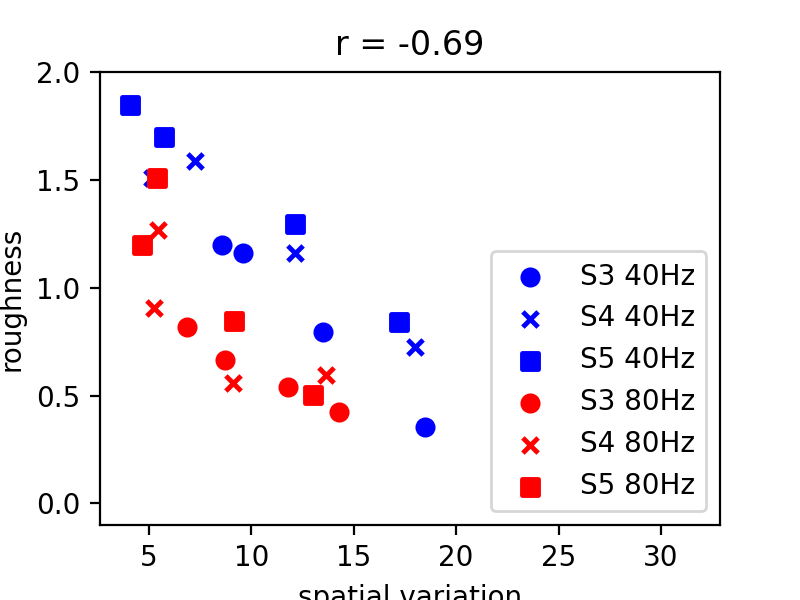 r = -0.69
2.0
1.5
1.0
0.5
0.0
roughness
S3 40Hz
S4 40Hz
S5 40Hz
S3 80Hz
S4 80Hz
S5 80Hz
5 10 15 20 25 30
spatial variation